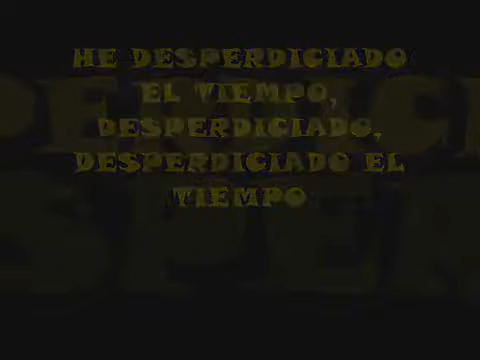 HE DESPERDICIADO
EL TIEMPO,
DESPERDICIADO,
DESPERDICIADO EL
TIEMPO